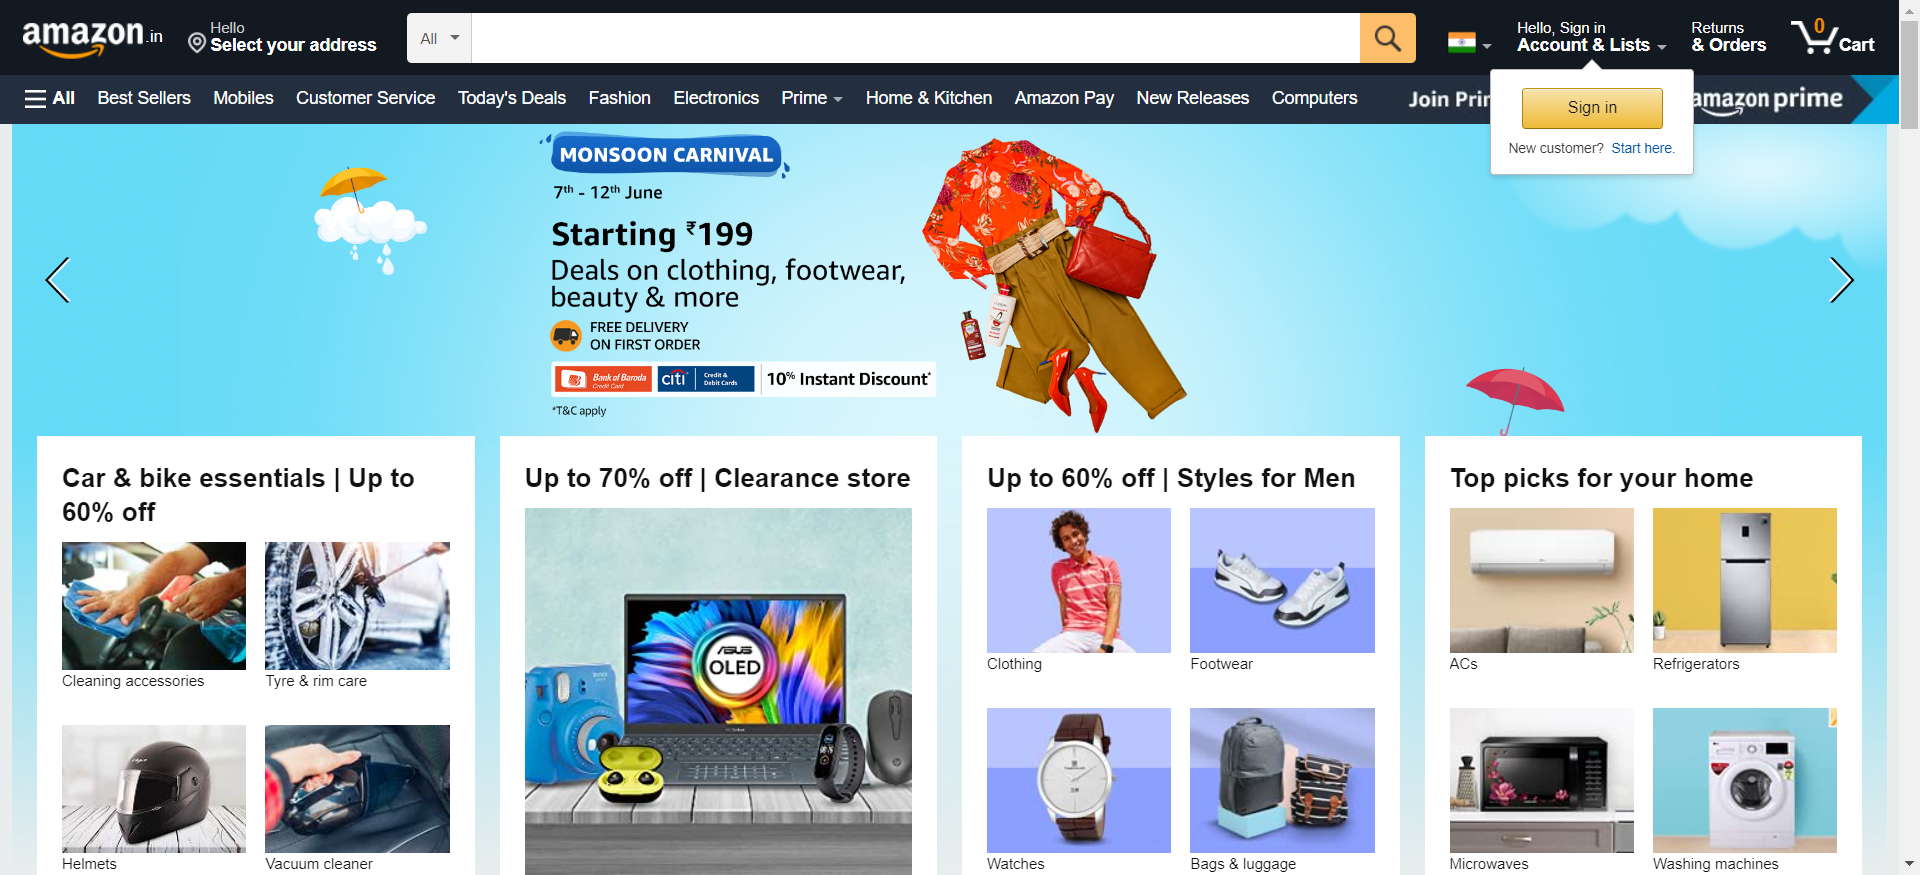 amazon.in
Hello
Select your address
All
Hello, Sign in
Account & Lists
Returns
& Orders
0
Cart
All
Best Sellers
Mobiles
Customer Service
Today's Deals
Fashion
Electronics
Prime
Home & Kitchen
Amazon Pay
New Releases
Computers
Join Pri
amazon prime
Sign in
New customer? Start here.
MONSOON CARNIVAL
7th - 12th June
Starting ₹199
Deals on clothing, footwear,
beauty & more
FREE DELIVERY
ON FIRST ORDER
Bank of Baroda
Credit Card
citi
Credit &
Debit Cards
10% Instant Discount*
*T&C apply
Car & bike essentials | Up to
60% off
Cleaning accessories
Tyre & rim care
Helmets
Vacuum cleaner
Up to 70% off | Clearance store
ASUS
OLED
Up to 60% off | Styles for Men
Clothing
Footwear
Watches
Bags & luggage
Top picks for your home
ACs
Refrigerators
Microwaves
Washing machines